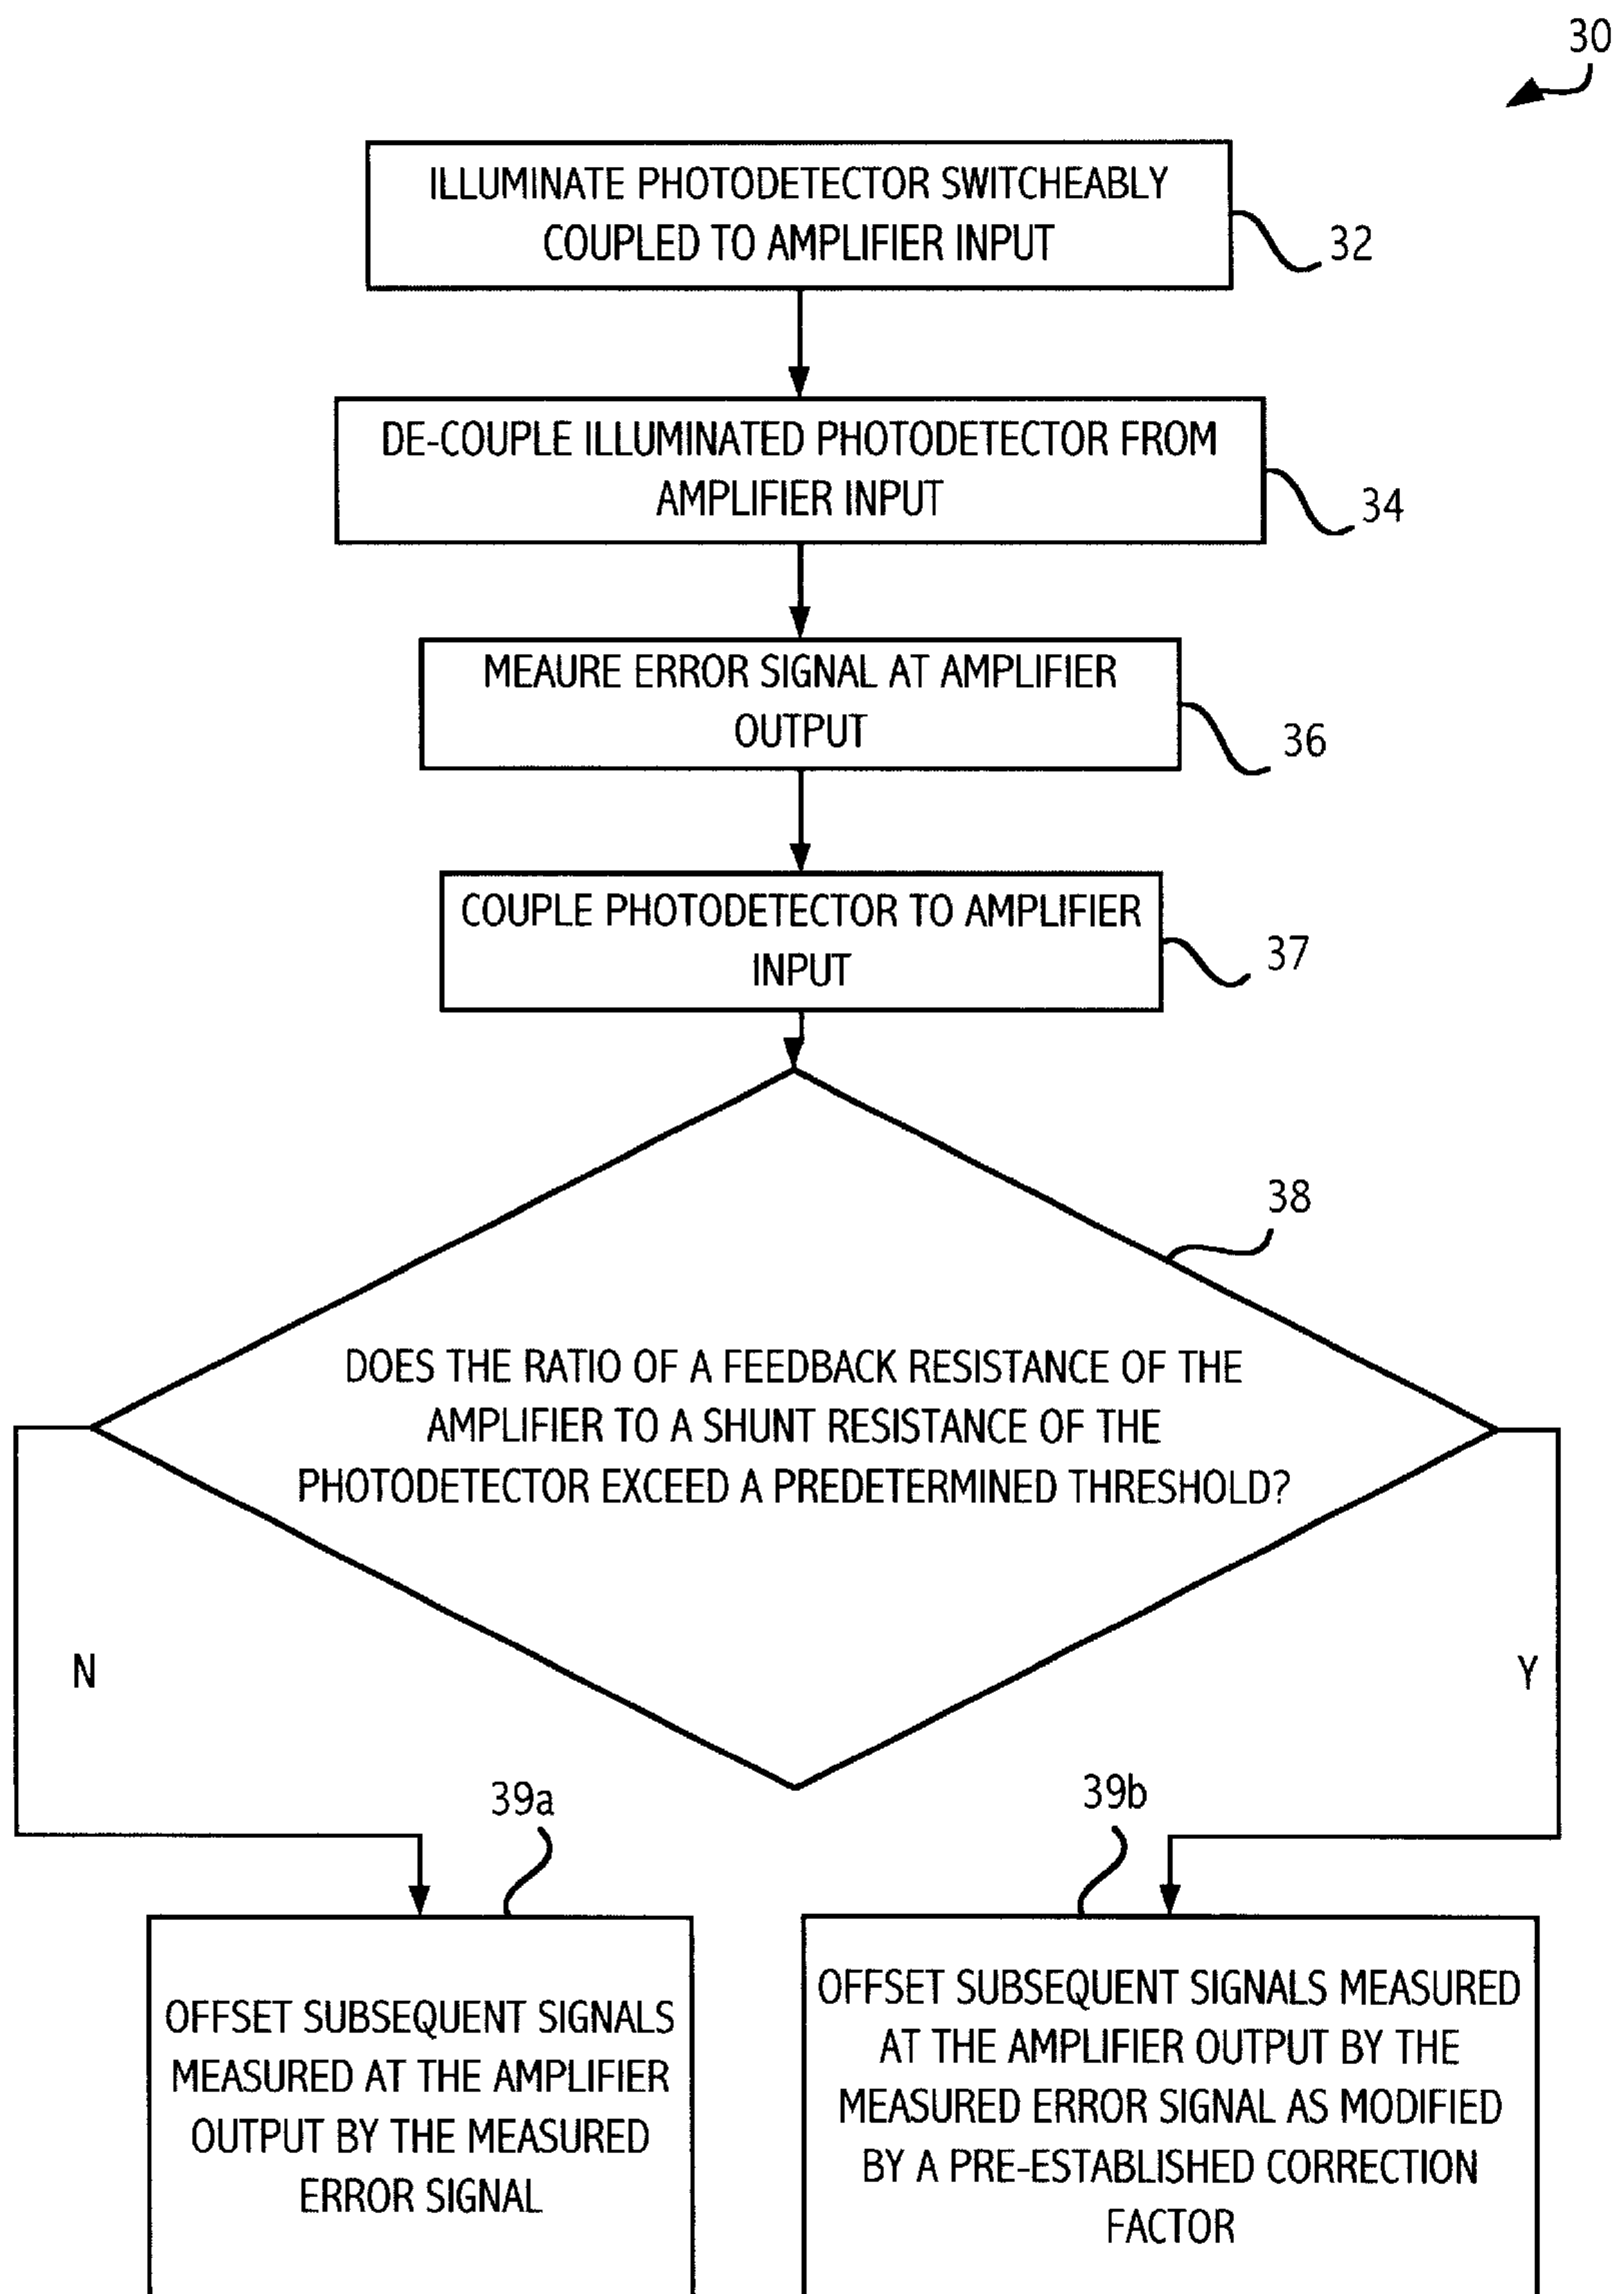 30
ILLUMINATE PHOTODETECTOR SWITCHEABLY
COUPLED TO AMPLIFIER INPUT
32
DE-COUPLE ILLUMINATED PHOTODETECTOR FROM
AMPLIFIER INPUT
34
MEAURE ERROR SIGNAL AT AMPLIFIER
OUTPUT
36
COUPLE PHOTODETECTOR TO AMPLIFIER
INPUT
37
38
DOES THE RATIO OF A FEEDBACK RESISTANCE OF THE
AMPLIFIER TO A SHUNT RESISTANCE OF THE
PHOTODETECTOR EXCEED A PREDETERMINED THRESHOLD?
N
Y
39a
OFFSET SUBSEQUENT SIGNALS
MEASURED AT THE AMPLIFIER
OUTPUT BY THE MEASURED
ERROR SIGNAL
39b
OFFSET SUBSEQUENT SIGNALS MEASURED
AT THE AMPLIFIER OUTPUT BY THE
MEASURED ERROR SIGNAL AS MODIFIED
BY A PRE-ESTABLISHED CORRECTION
FACTOR